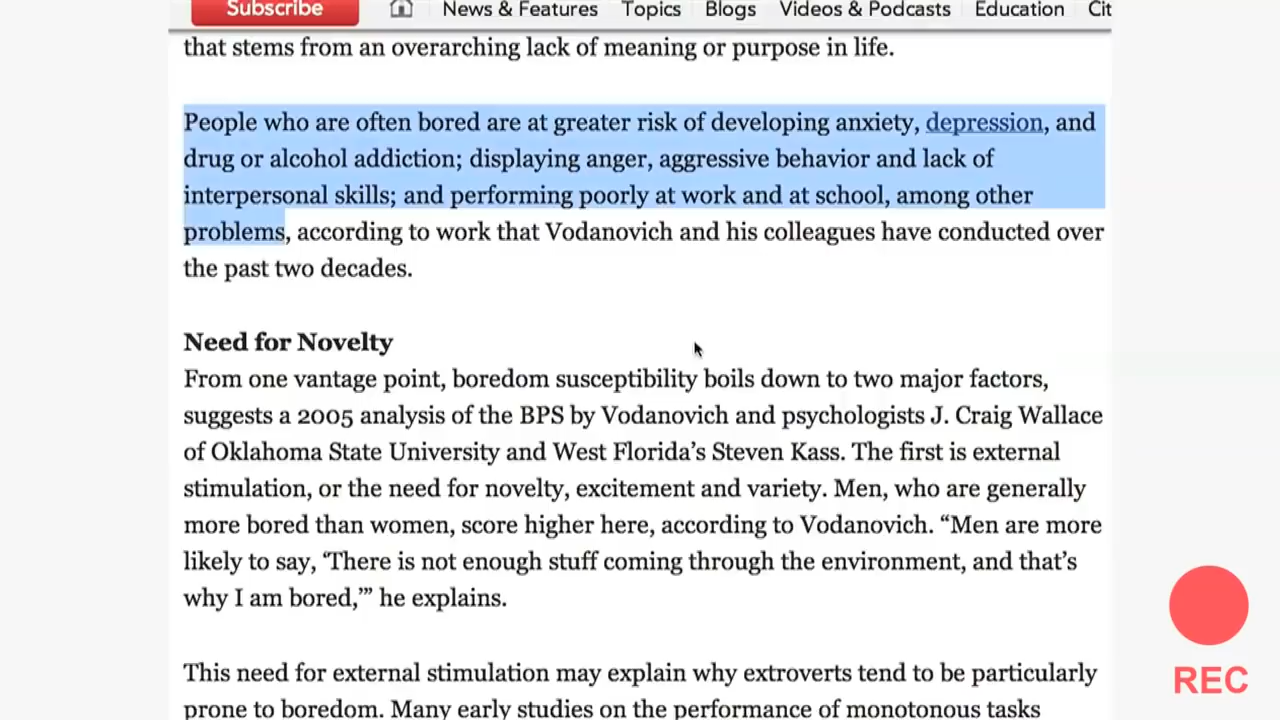 Subscribe News & Features Topics Blogs Videos & Podcasts Education Cit
that stems from an overarching lack of meaning or purpose in life.
People who are often bored are at greater risk of developing anxiety, depression, and
drug or alcohol addiction; displaying anger, aggressive behavior and lack of
interpersonal skills; and performing poorly at work and at school, among other
problems, according to work that Vodanovich and his colleagues have conducted over
the past two decades.
Need for Novelty
From one vantage point, boredom susceptibility boils down to two major factors,
suggests a 2005 analysis of the BPS by Vodanovich and psychologists J. Craig Wallace
of Oklahoma State University and West Florida’s Steven Kass. The first is external
stimulation, or the need for novelty, excitement and variety. Men, who are generally
more bored than women, score higher here, according to Vodanovich. “Men are more
likely to say, ‘There is not enough stuff coming through the environment, and that’s
why I am bored,’” he explains.
This need for external stimulation may explain why extroverts tend to be particularly
prone to boredom. Many early studies on the performance of monotonous tasks
REC